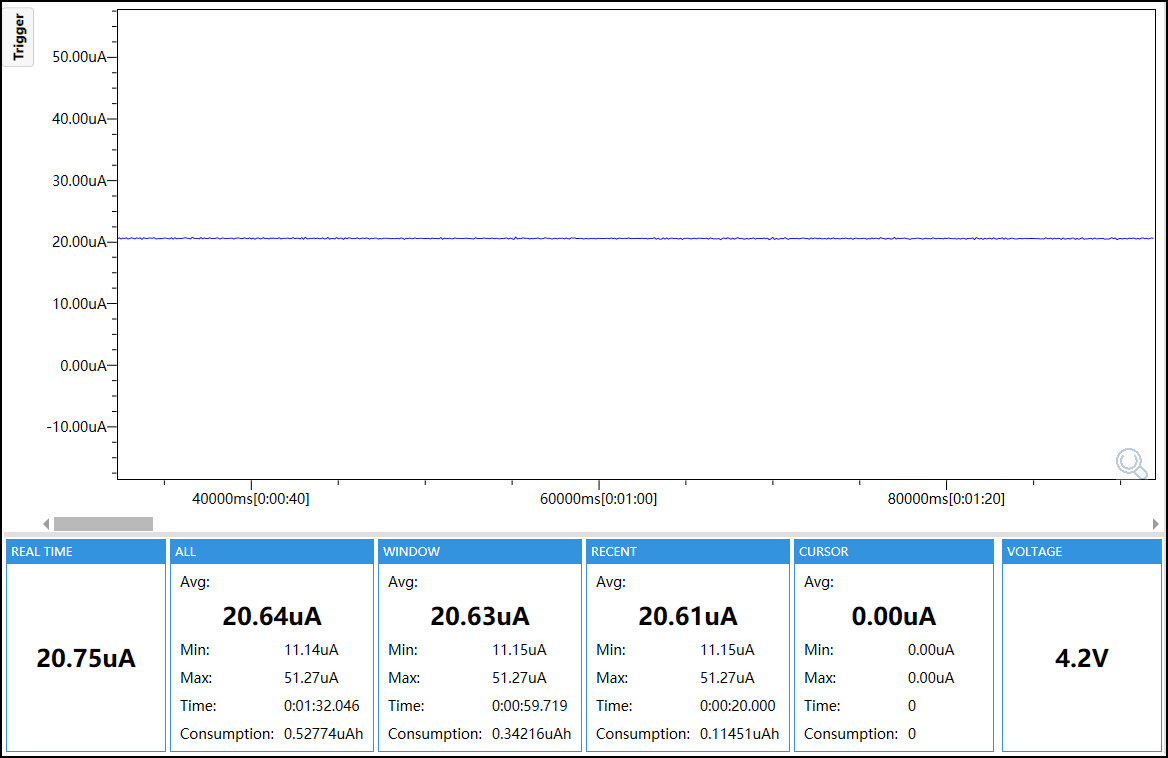 Trigger
50.00uA
40.00uA
30.00uA
20.00uA
10.00uA
0.00uA
-10.00uA
40000ms[0:00:40] 60000ms[0:01:00] 80000ms[0:01:20]
REAL TIME
20.75uA
ALL
Avg:
20.64uA
Min: 11.14uA
Max: 51.27uA
Time: 0:01:32.046
Consumption: 0.52774uAh
WINDOW
Avg:
20.63uA
Min: 11.15uA
Max: 51.27uA
Time: 0:00:59.719
Consumption: 0.34216uAh
RECENT
Avg:
20.61uA
Min: 11.15uA
Max: 51.27uA
Time: 0:00:20.000
Consumption: 0.11451uAh
CURSOR
Avg:
0.00uA
Min: 0.00uA
Max: 0.00uA
Time: 0
Consumption: 0
VOLTAGE
4.2V